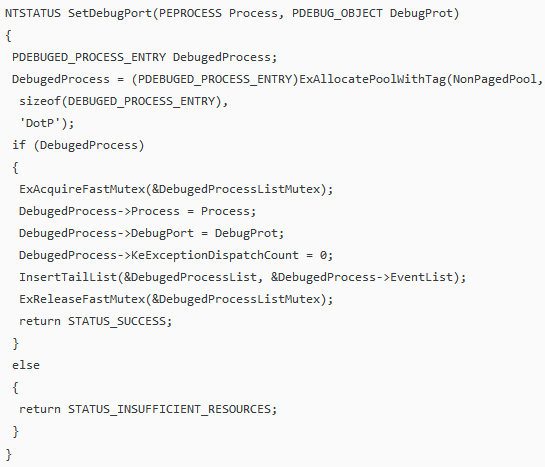 NTSTATUS SetDebugPort(PEPROCESS Process, PDEBUG_OBJECT DebugProt)
{
 PDEBUGED_PROCESS_ENTRY DebugedProcess;
 DebugedProcess = (PDEBUGED_PROCESS_ENTRY)ExAllocatePoolWithTag(NonPagedPool,
  sizeof(DEBUGED_PROCESS_ENTRY),
  'DotP');
 if (DebugedProcess)
 {
  ExAcquireFastMutex(&DebugedProcessListMutex);
  DebugedProcess->Process = Process;
  DebugedProcess->DebugPort = DebugProt;
  DebugedProcess->KeExceptionDispatchCount = 0;
  InsertTailList(&DebugedProcessList, &DebugedProcess->EventList);
  ExReleaseFastMutex(&DebugedProcessListMutex);
  return STATUS_SUCCESS;
 }
 else
 {
  return STATUS_INSUFFICIENT_RESOURCES;
 }
}